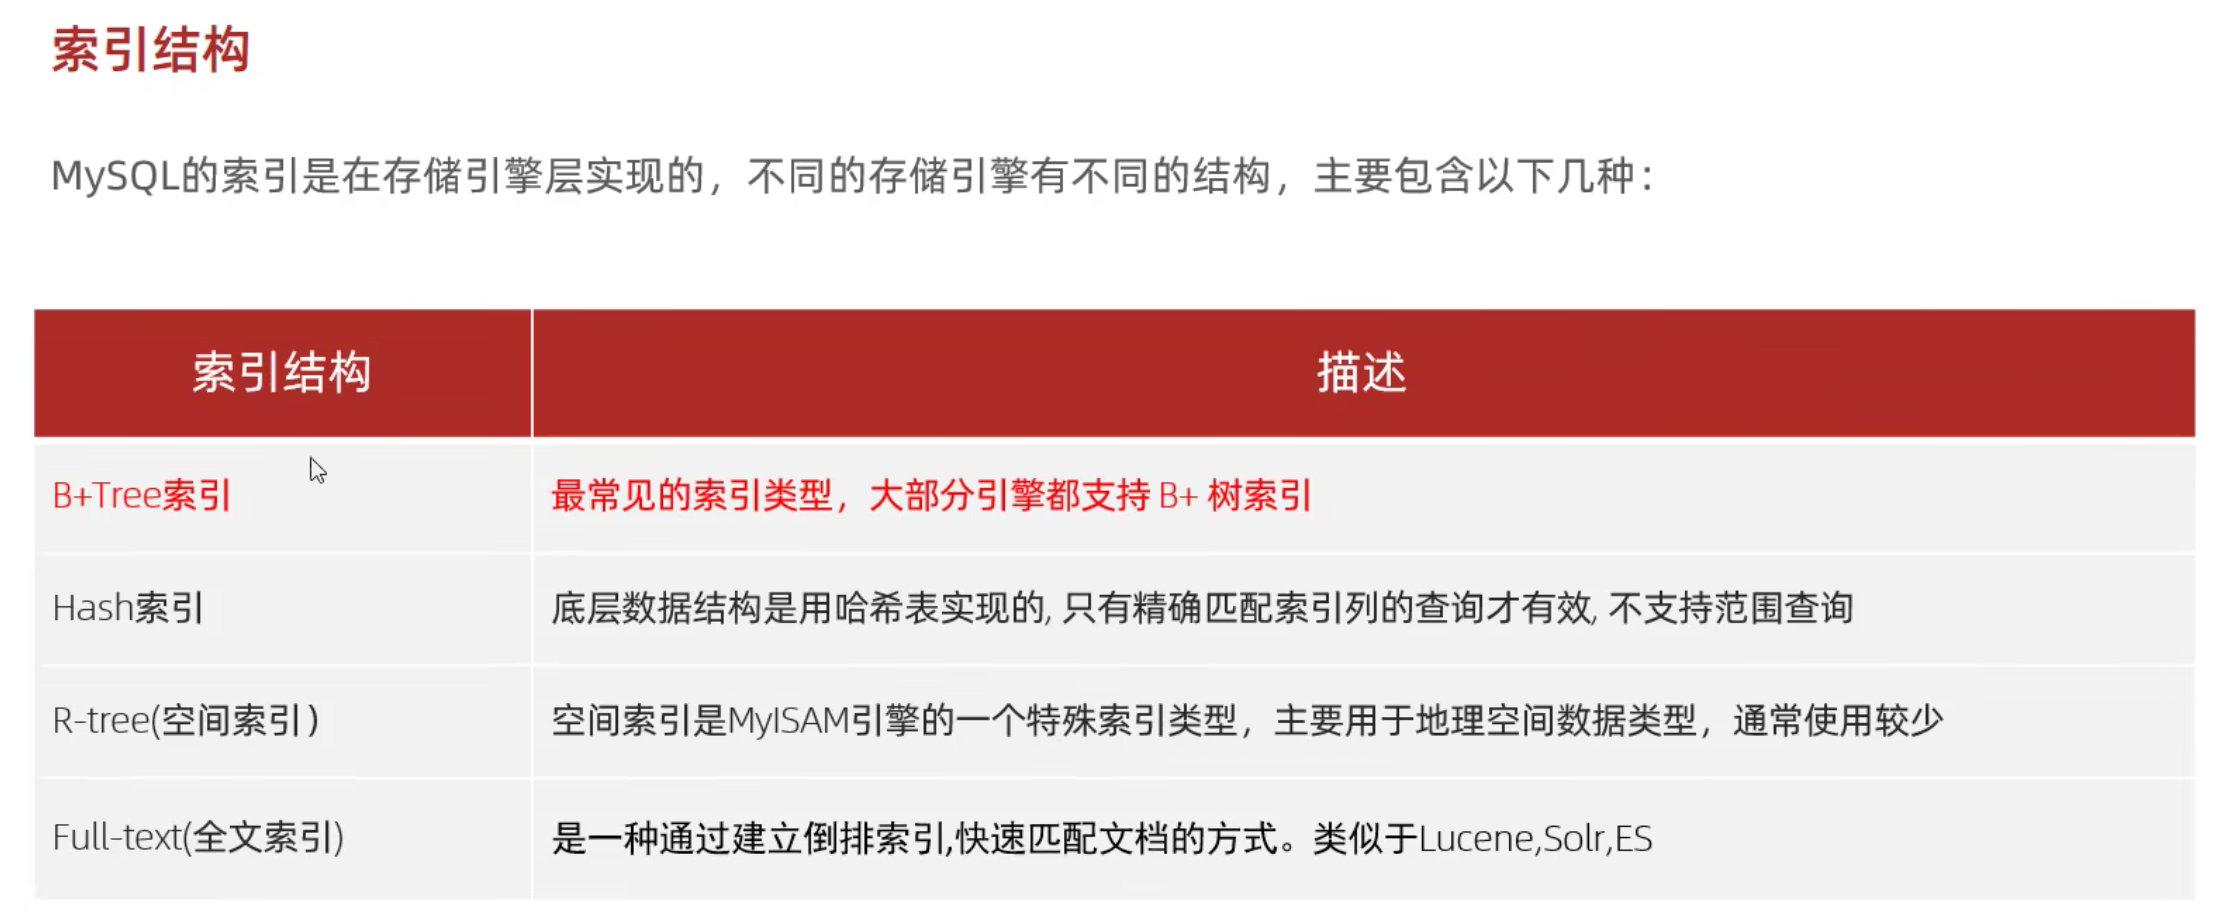 索引结构
MySQL的索引是在存储引擎层实现的，不同的存储引擎有不同的结构，主要包含以下几种：
索引结构 描述
B+Tree索引 最常见的索引类型，大部分引擎都支持 B+ 树索引
Hash索引 底层数据结构是用哈希表实现的, 只有精确匹配索引列的查询才有效, 不支持范围查询
R-tree(空间索引） 空间索引是MyISAM引擎的一个特殊索引类型，主要用于地理空间数据类型，通常使用较少
Full-text(全文索引) 是一种通过建立倒排索引,快速匹配文档的方式。类似于Lucene,Solr,ES